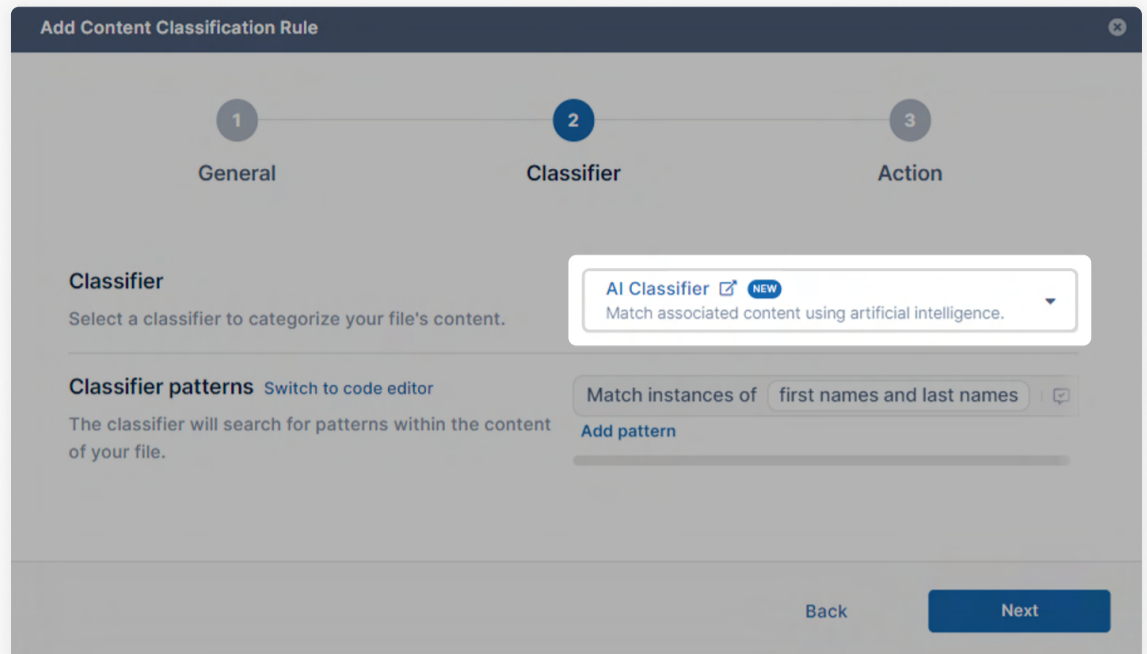 Add Content Classification Rule
1
2
3
General
Classifier
Action
Classifier
Select a classifier to categorize your file's content.
AI Classifier NEW
Match associated content using artificial intelligence.
Classifier patterns Switch to code editor
The classifier will search for patterns within the content
of your file.
Match instances of first names and last names
Add pattern
Back
Next